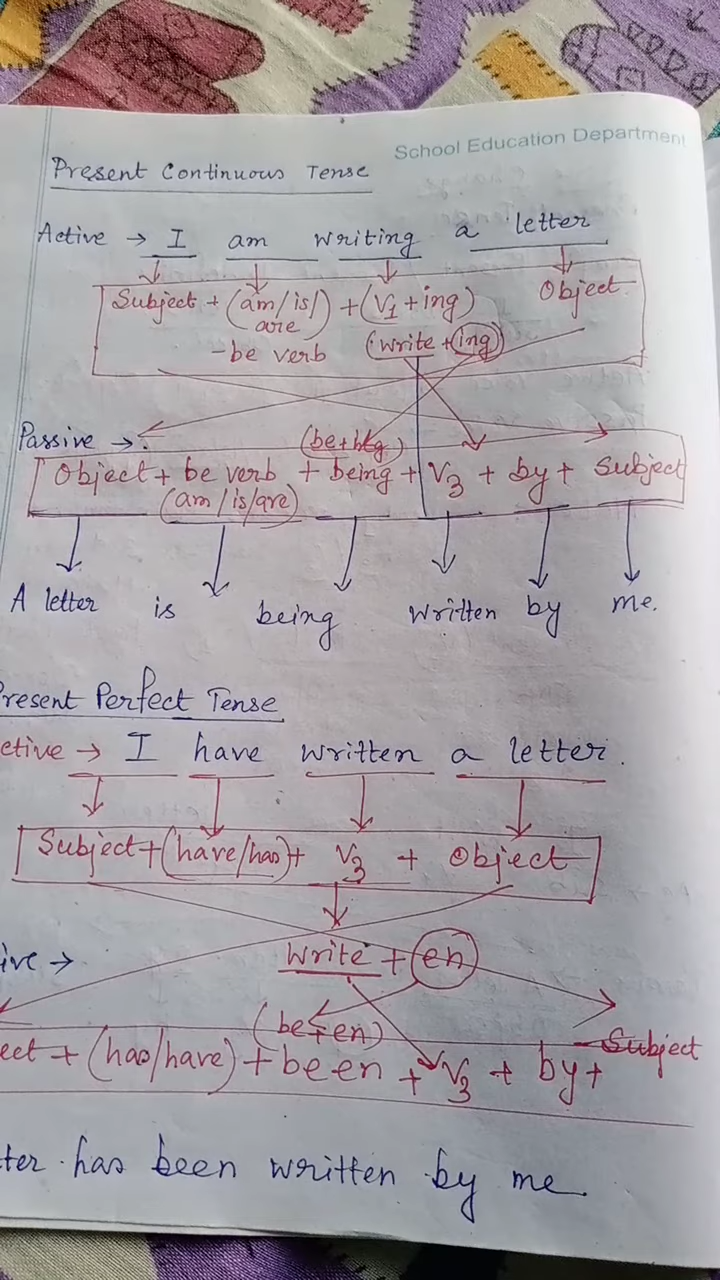 School Education Department
Present Continuous Tense
Active → I am writing a letter
Subject + (am/is/are) + (V1 + ing) Object
- be verb (write + ing)
Passive →
(be + ing)
Object + be verb + being + V3 + by + Subject
(am/is/are)
A letter is being written by me.
resent Perfect Tense
ctive → I have written a letter.
Subject + (have/has) + V3 + Object
ive → write + en
(be + en)
ect + (has/have) + been + V3 + by + Subject
ter has been written by me.